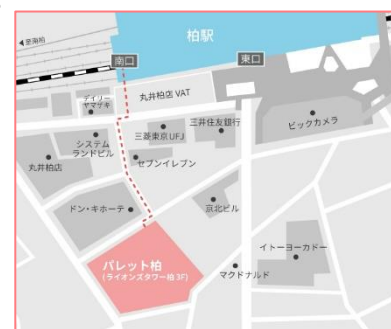 柏駅
◀至南柏
南口
東口
デイリー
ヤマザキ
丸井柏店 VAT
システム
ランドビル
三菱東京UFJ
三井住友銀行
ビックカメラ
丸井柏店
セブンイレブン
ドン・キホーテ
京北ビル
パレット柏
(ライオンズタワー柏 3F)
イトーヨーカドー
マクドナルド